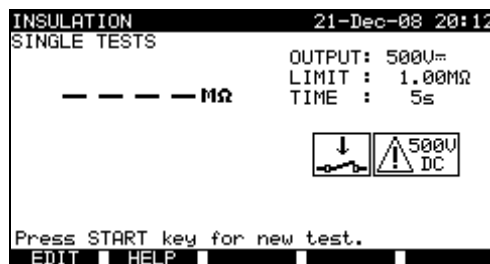 INSULATION 21-Dec-08 20:12
SINGLE TESTS
OUTPUT: 500V⎓
LIMIT : 1.00MΩ
– – – – MΩ TIME : 5s
500V
DC
Press START key for new test.
EDIT HELP